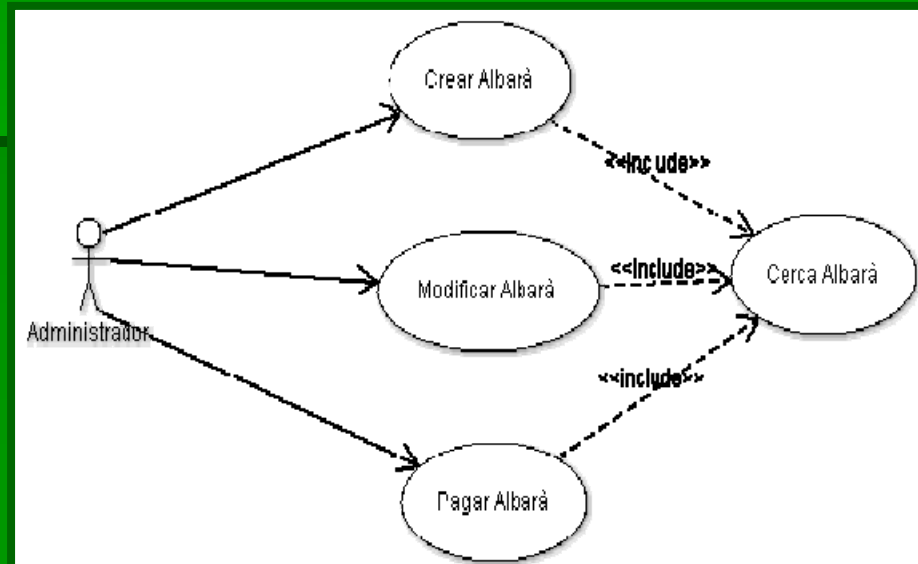 Crear Albarà
<<include>>
<<include>>
Cerca Albarà
Modificar Albarà
Administrador
<<include>>
Pagar Albarà